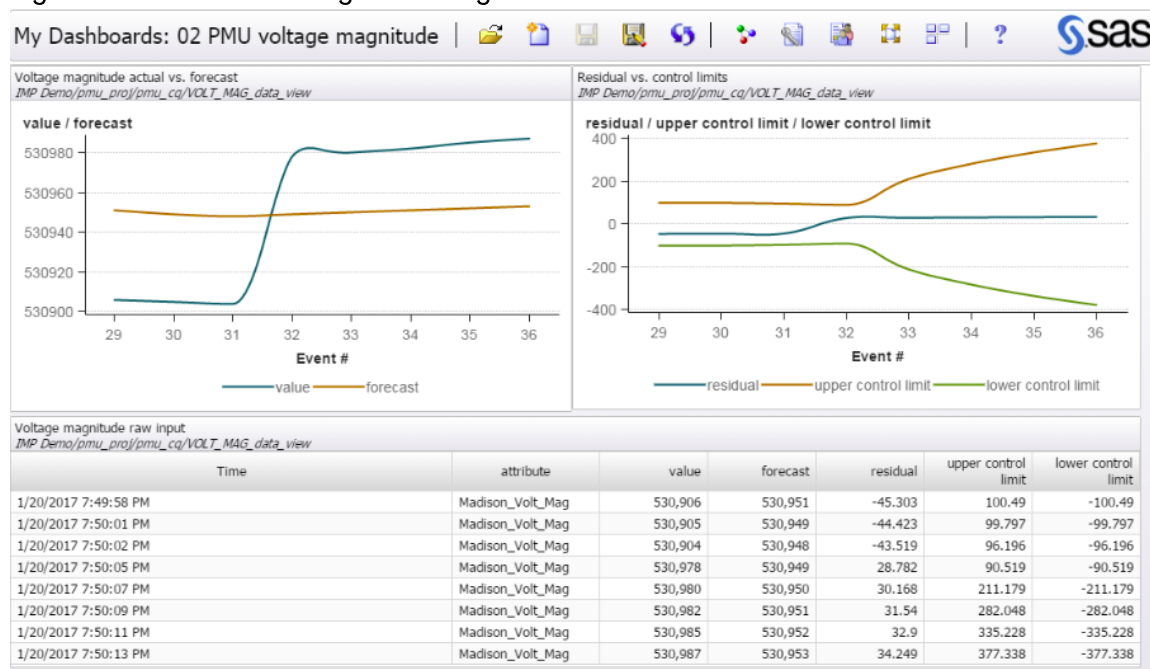 My Dashboards: 02 PMU voltage magnitude ? sas
Voltage magnitude actual vs. forecast
IMP Demo/pmu_proj/pmu_cq/VOLT_MAG_data_view
value / forecast
530980
530960
530940
530920
530900
29 30 31 32 33 34 35 36
Event #
value forecast
Residual vs. control limits
IMP Demo/pmu_proj/pmu_cq/VOLT_MAG_data_view
residual / upper control limit / lower control limit
400
200
0
-200
-400
29 30 31 32 33 34 35 36
Event #
residual upper control limit lower control limit
Voltage magnitude raw input
IMP Demo/pmu_proj/pmu_cq/VOLT_MAG_data_view
Time attribute value forecast residual upper control limit lower control limit
1/20/2017 7:49:58 PM Madison_Volt_Mag 530,906 530,951 -45.303 100.49 -100.49
1/20/2017 7:50:01 PM Madison_Volt_Mag 530,905 530,949 -44.423 99.797 -99.797
1/20/2017 7:50:02 PM Madison_Volt_Mag 530,904 530,948 -43.519 96.196 -96.196
1/20/2017 7:50:05 PM Madison_Volt_Mag 530,978 530,949 28.782 90.519 -90.519
1/20/2017 7:50:07 PM Madison_Volt_Mag 530,980 530,950 30.168 211.179 -211.179
1/20/2017 7:50:09 PM Madison_Volt_Mag 530,982 530,951 31.54 282.048 -282.048
1/20/2017 7:50:11 PM Madison_Volt_Mag 530,985 530,952 32.9 335.228 -335.228
1/20/2017 7:50:13 PM Madison_Volt_Mag 530,987 530,953 34.249 377.338 -377.338